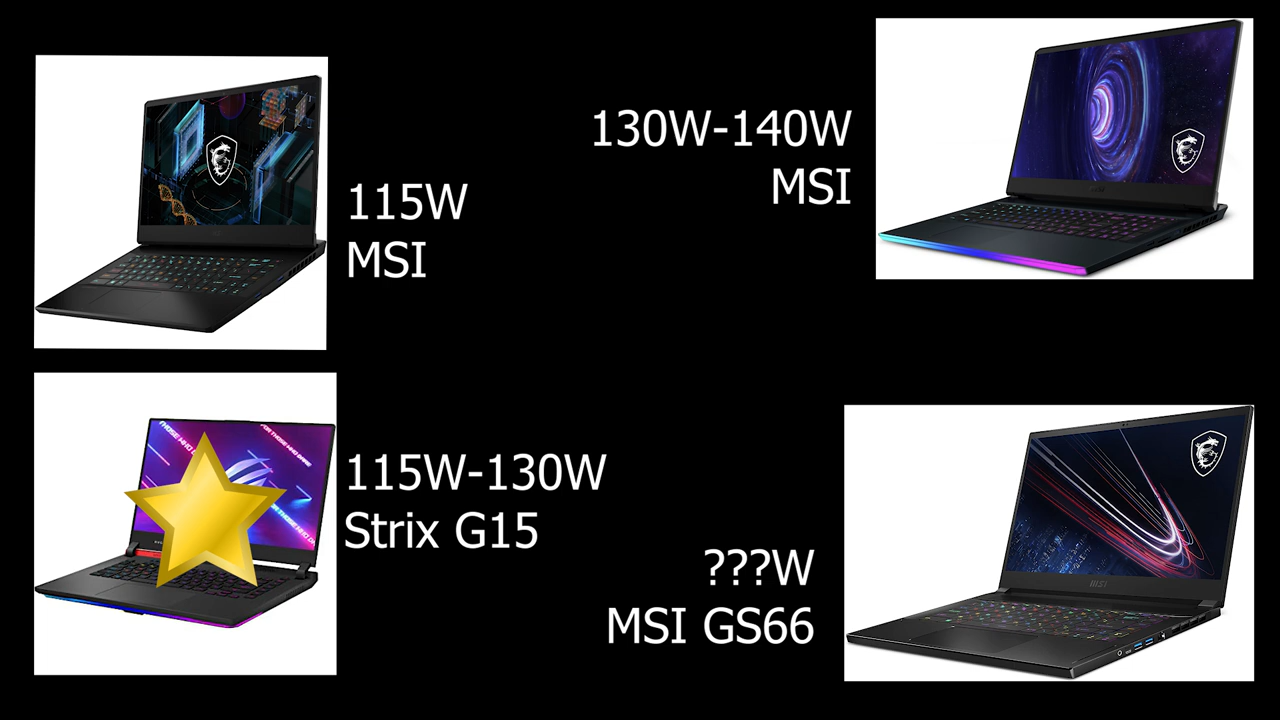 115W
MSI
130W-140W
MSI
115W-130W
Strix G15
???W
MSI GS66